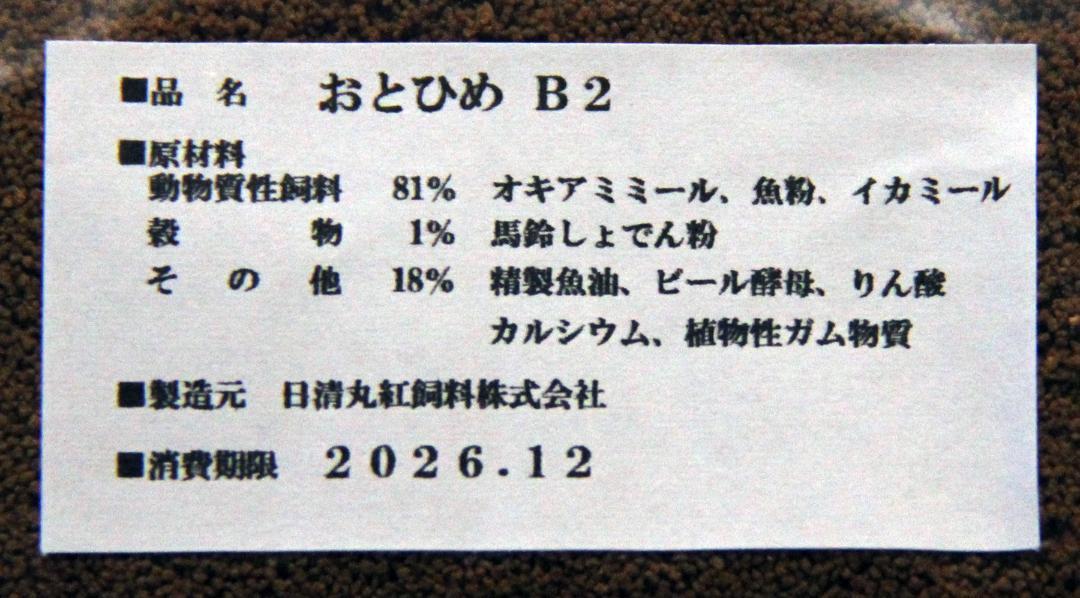 ■品 名 おとひめ B2
■原材料
動物質性飼料 81% オキアミミール、魚粉、イカミール
穀 物 1% 馬鈴しょでん粉
そ の 他 18% 精製魚油、ビール酵母、りん酸
カルシウム、植物性ガム物質
■製造元 日清丸紅飼料株式会社
■消費期限 2026.12